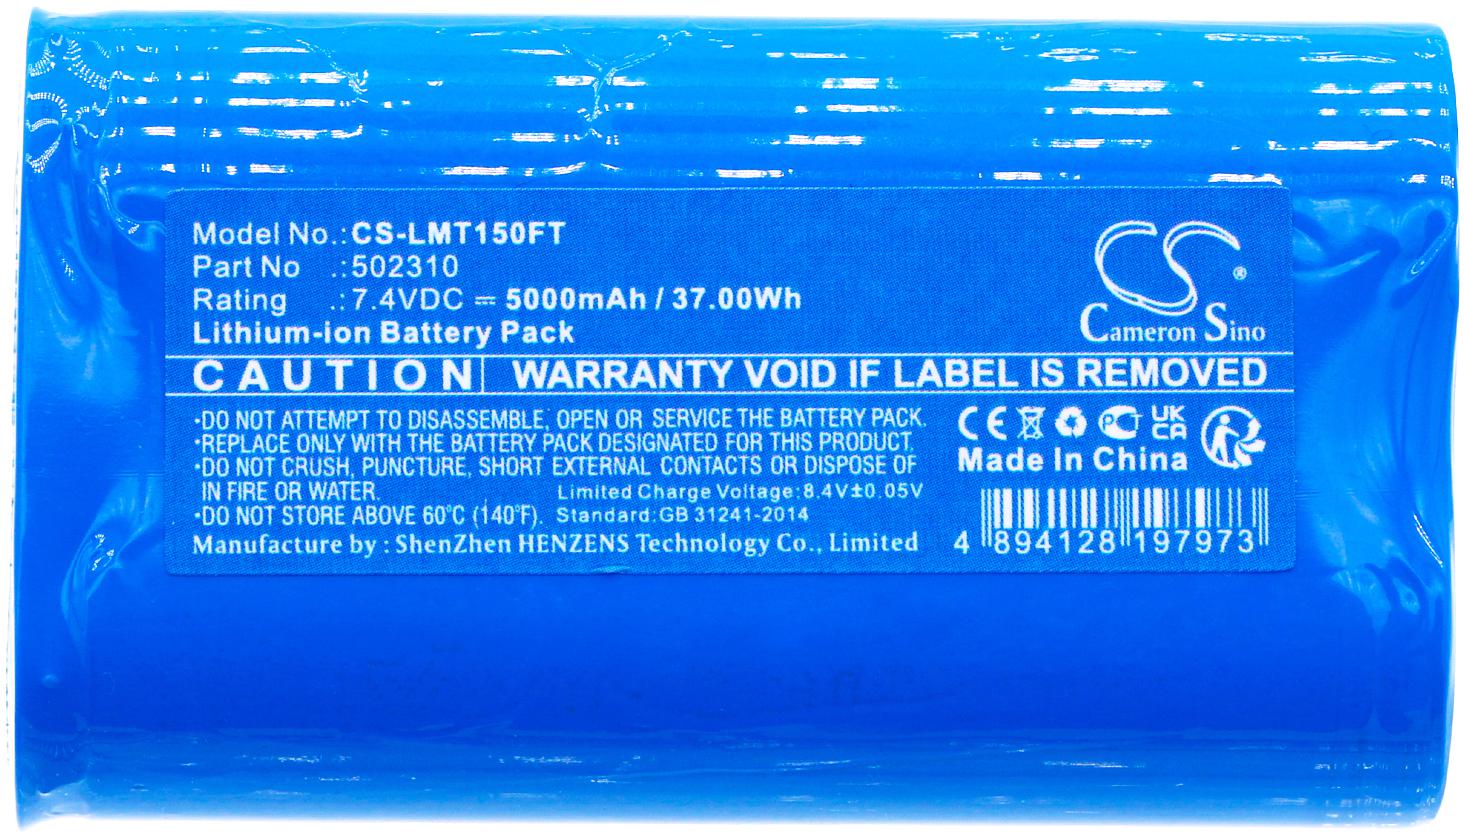 Model No.:CS-LMT150FT
Part No .:502310
Rating .:7.4VDC ⎓ 5000mAh / 37.00Wh
Lithium-ion Battery Pack
CS®
Cameron Sino
CAUTION WARRANTY VOID IF LABEL IS REMOVED
•DO NOT ATTEMPT TO DISASSEMBLE, OPEN OR SERVICE THE BATTERY PACK.
•REPLACE ONLY WITH THE BATTERY PACK DESIGNATED FOR THIS PRODUCT.
•DO NOT CRUSH, PUNCTURE, SHORT EXTERNAL CONTACTS OR DISPOSE OF
IN FIRE OR WATER.
•DO NOT STORE ABOVE 60°C (140°F).
Limited Charge Voltage:8.4V±0.05V
Standard:GB 31241-2014
Manufacture by : ShenZhen HENZENS Technology Co., Limited
CE PC UK CA
Made In China
4 894128 197973